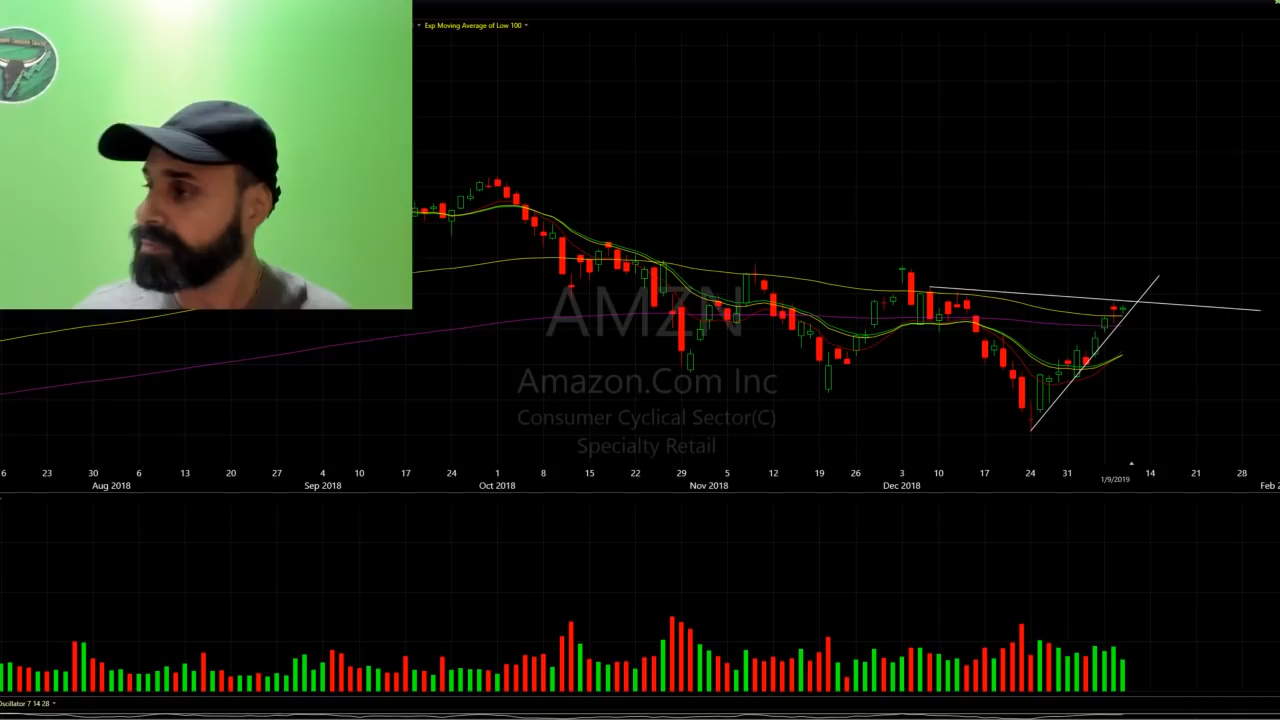 Exp Moving Average of Low 100
AMZN
Amazon.Com Inc
Consumer Cyclical Sector(C)
Specialty Retail
6 23 30 6 13 20 27 4 10 17 24 1 8 15 22 29 5 12 19 26 3 10 17 24 31 14 21 28
Aug 2018 Sep 2018 Oct 2018 Nov 2018 Dec 2018 1/9/2019 Feb 2
Oscillator 7 14 28